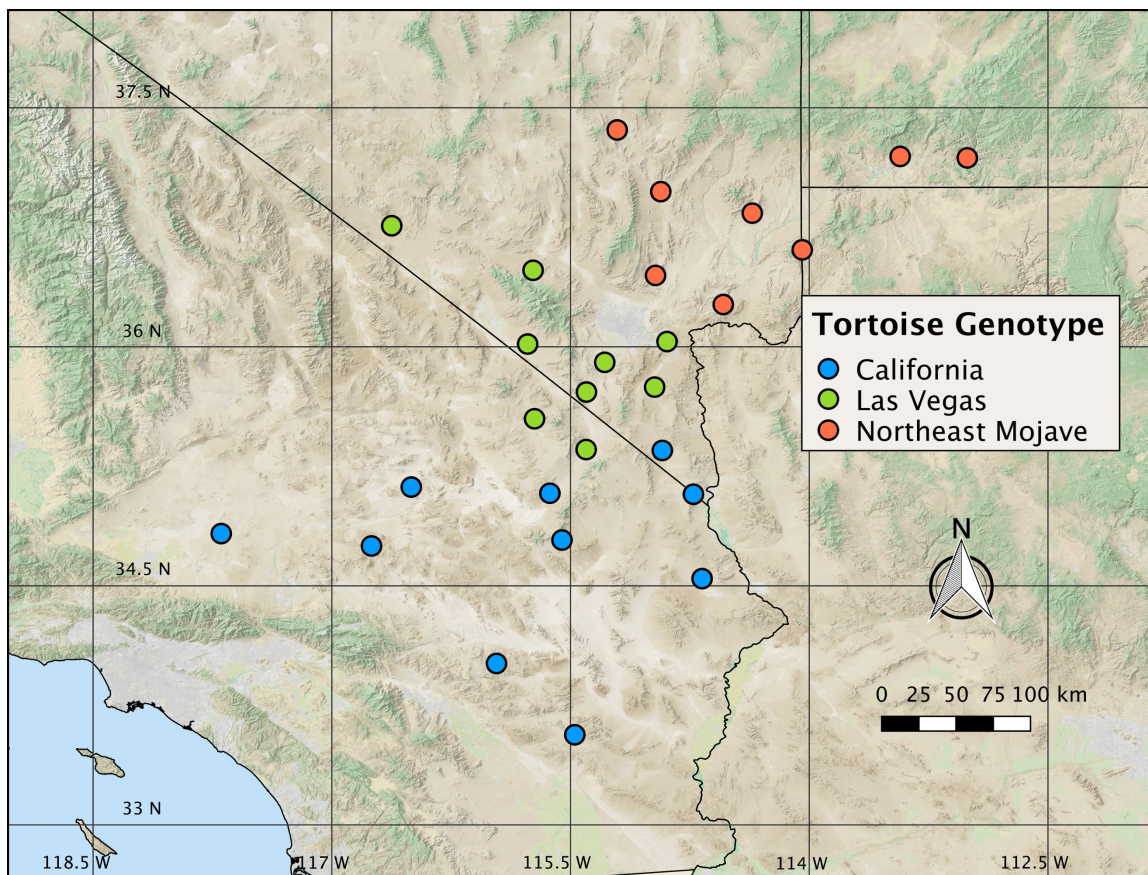 37.5 N
36 N
Tortoise Genotype
California
Las Vegas
Northeast Mojave
34.5 N
N
0 25 50 75 100 km
33 N
118.5 W 117 W 115.5 W 114 W 112.5 W